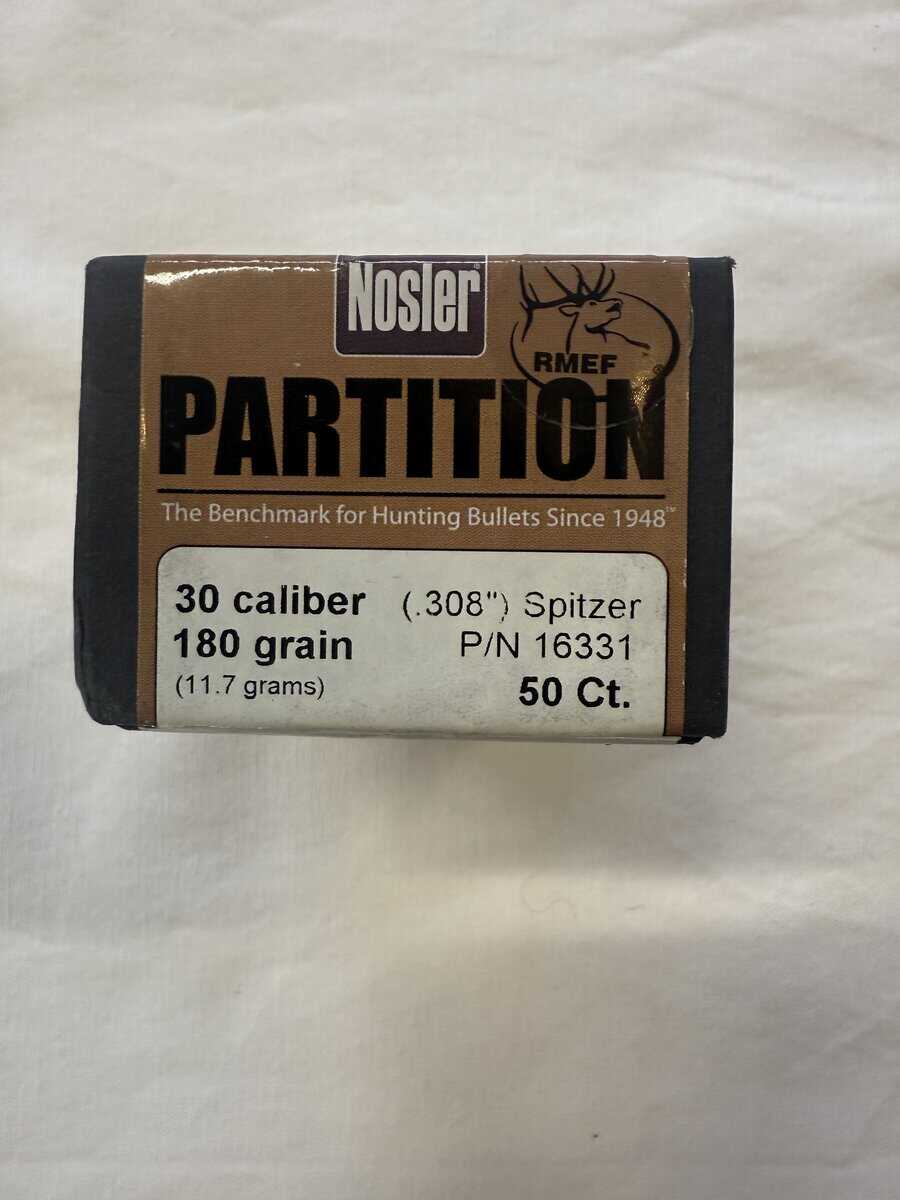 Nosler®
RMEF®
PARTITION
The Benchmark for Hunting Bullets Since 1948™
30 caliber (.308") Spitzer
180 grain P/N 16331
(11.7 grams) 50 Ct.